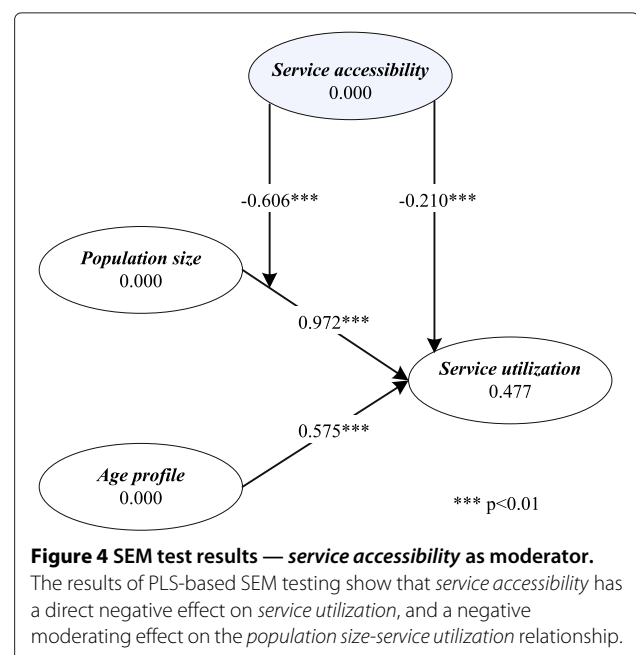 Service accessibility
0.000
-0.606***
-0.210***
Population size
0.000
0.972***
Service utilization
0.477
0.575***
Age profile
0.000
*** p<0.01
Figure 4 SEM test results — service accessibility as moderator.
The results of PLS-based SEM testing show that service accessibility has
a direct negative effect on service utilization, and a negative
moderating effect on the population size-service utilization relationship.